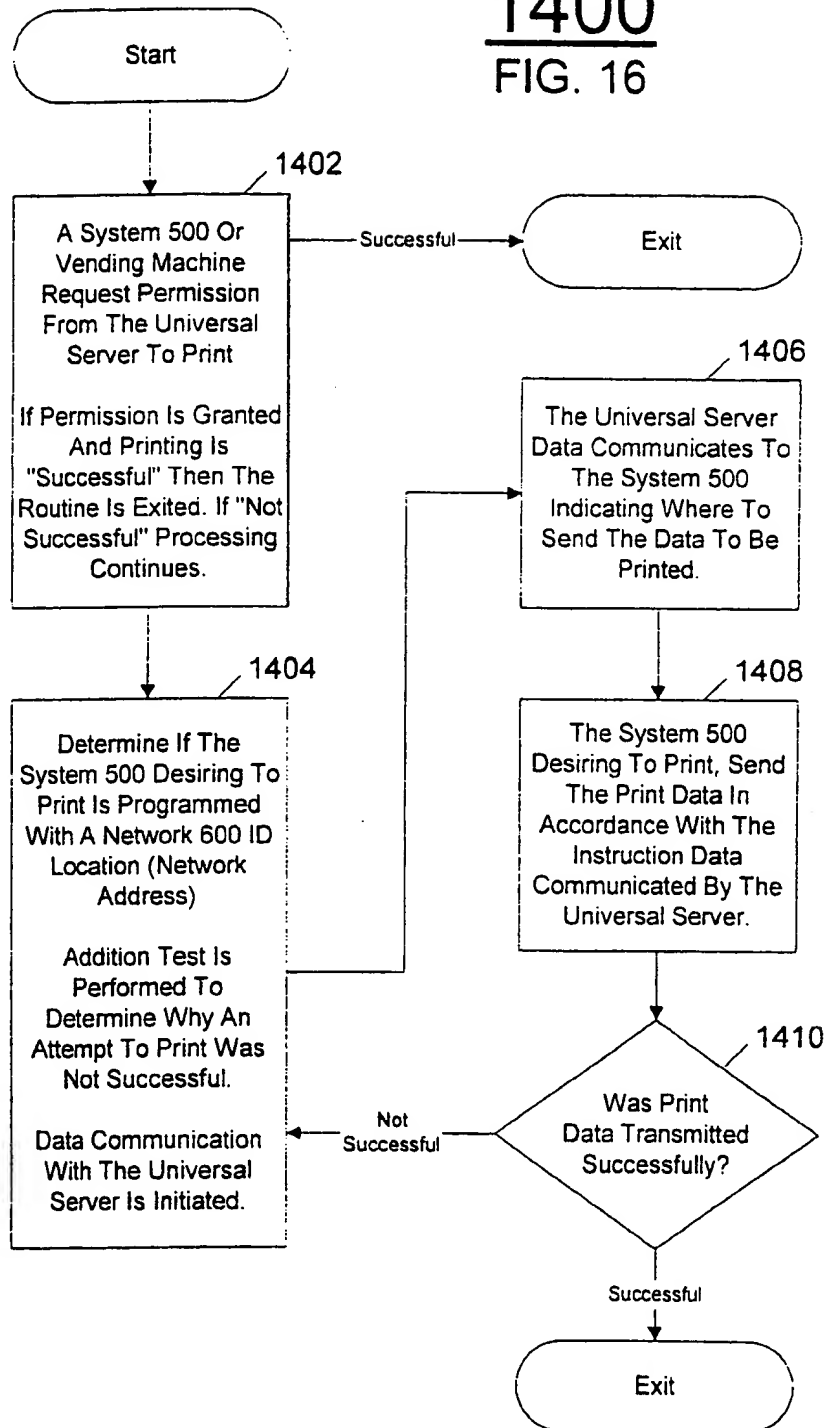 1400
FIG. 16
Start
1402
A System 500 Or
Vending Machine
Request Permission
From The Universal
Server To Print
If Permission Is Granted
And Printing Is
"Successful" Then The
Routine Is Exited. If "Not
Successful" Processing
Continues.
Successful
Exit
1404
Determine If The
System 500 Desiring To
Print Is Programmed
With A Network 600 ID
Location (Network
Address)
Addition Test Is
Performed To
Determine Why An
Attempt To Print Was
Not Successful.
Data Communication
With The Universal
Server Is Initiated.
1406
The Universal Server
Data Communicates To
The System 500
Indicating Where To
Send The Data To Be
Printed.
1408
The System 500
Desiring To Print, Send
The Print Data In
Accordance With The
Instruction Data
Communicated By The
Universal Server.
1410
Was Print
Data Transmitted
Successfully?
Not
Successful
Successful
Exit